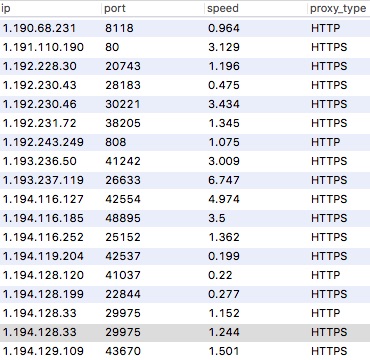 ip port speed proxy_type
1.190.68.231 8118 0.964 HTTP
1.191.110.190 80 3.129 HTTPS
1.192.228.30 20743 1.196 HTTPS
1.192.230.43 28183 0.475 HTTPS
1.192.230.46 30221 3.434 HTTPS
1.192.231.72 38205 1.345 HTTPS
1.192.243.249 808 1.075 HTTP
1.193.236.50 41242 3.009 HTTPS
1.193.237.119 26633 6.747 HTTPS
1.194.116.127 42554 4.974 HTTPS
1.194.116.185 48895 3.5 HTTPS
1.194.116.252 25152 1.362 HTTPS
1.194.119.204 42537 0.199 HTTPS
1.194.128.120 41037 0.22 HTTP
1.194.128.199 22844 0.277 HTTPS
1.194.128.33 29975 1.152 HTTP
1.194.128.33 29975 1.244 HTTPS
1.194.129.109 43670 1.501 HTTPS